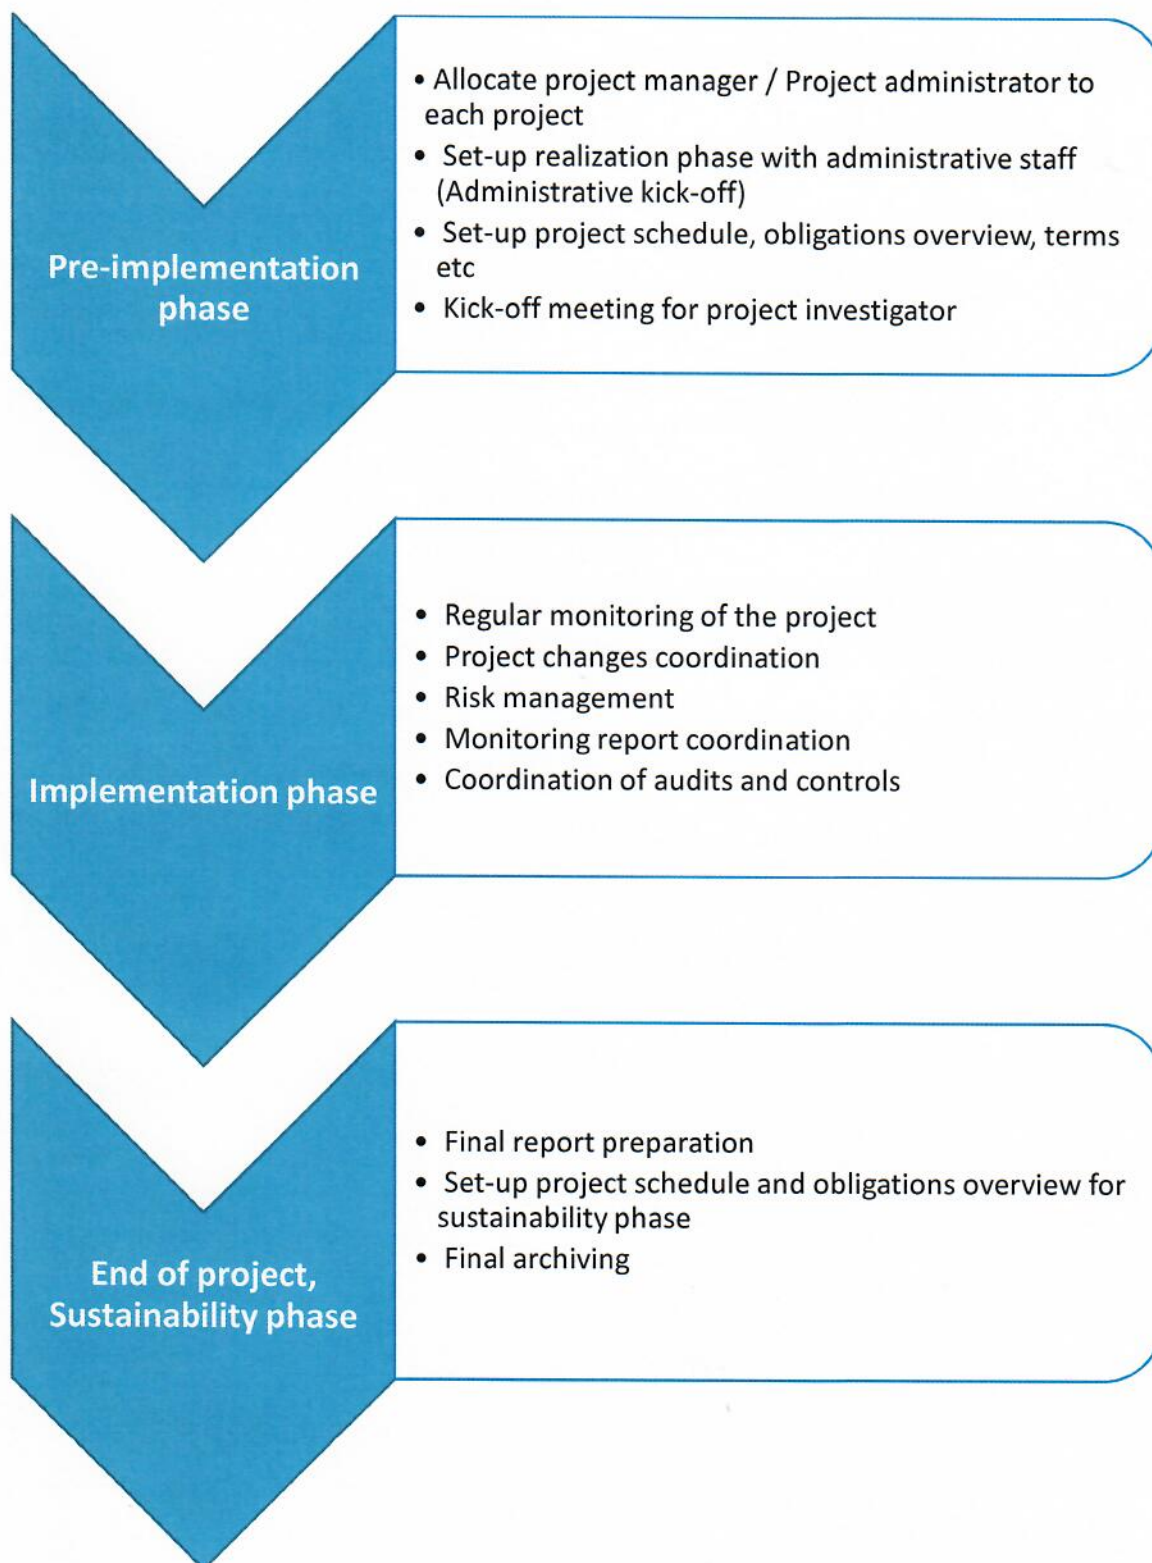 Pre-implementation
phase
• Allocate project manager / Project administrator to
each project
• Set-up realization phase with administrative staff
(Administrative kick-off)
• Set-up project schedule, obligations overview, terms
etc
• Kick-off meeting for project investigator
Implementation phase
• Regular monitoring of the project
• Project changes coordination
• Risk management
• Monitoring report coordination
• Coordination of audits and controls
End of project,
Sustainability phase
• Final report preparation
• Set-up project schedule and obligations overview for
sustainability phase
• Final archiving